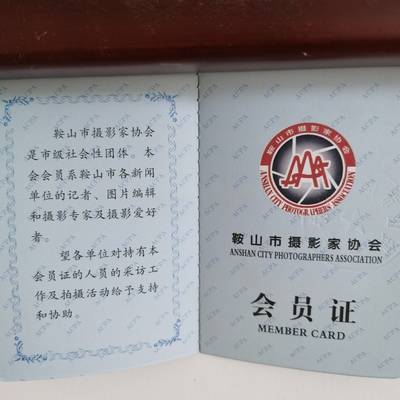 鞍山市摄影家协会
是市级社会性团体。本
会会员系鞍山市各新闻
单位的记者、图片编辑
和摄影专家及摄影爱好
者。
望各单位对持有本
会员证的人员的采访工
作及拍摄活动给予支持
和协助。
鞍山市摄影家协会
ANSHAN CITY PHOTOGRAPHERS ASSOCIATION
鞍山市摄影家协会
ANSHAN CITY PHOTOGRAPHERS ASSOCIATION
会员证
MEMBER CARD
ACPA